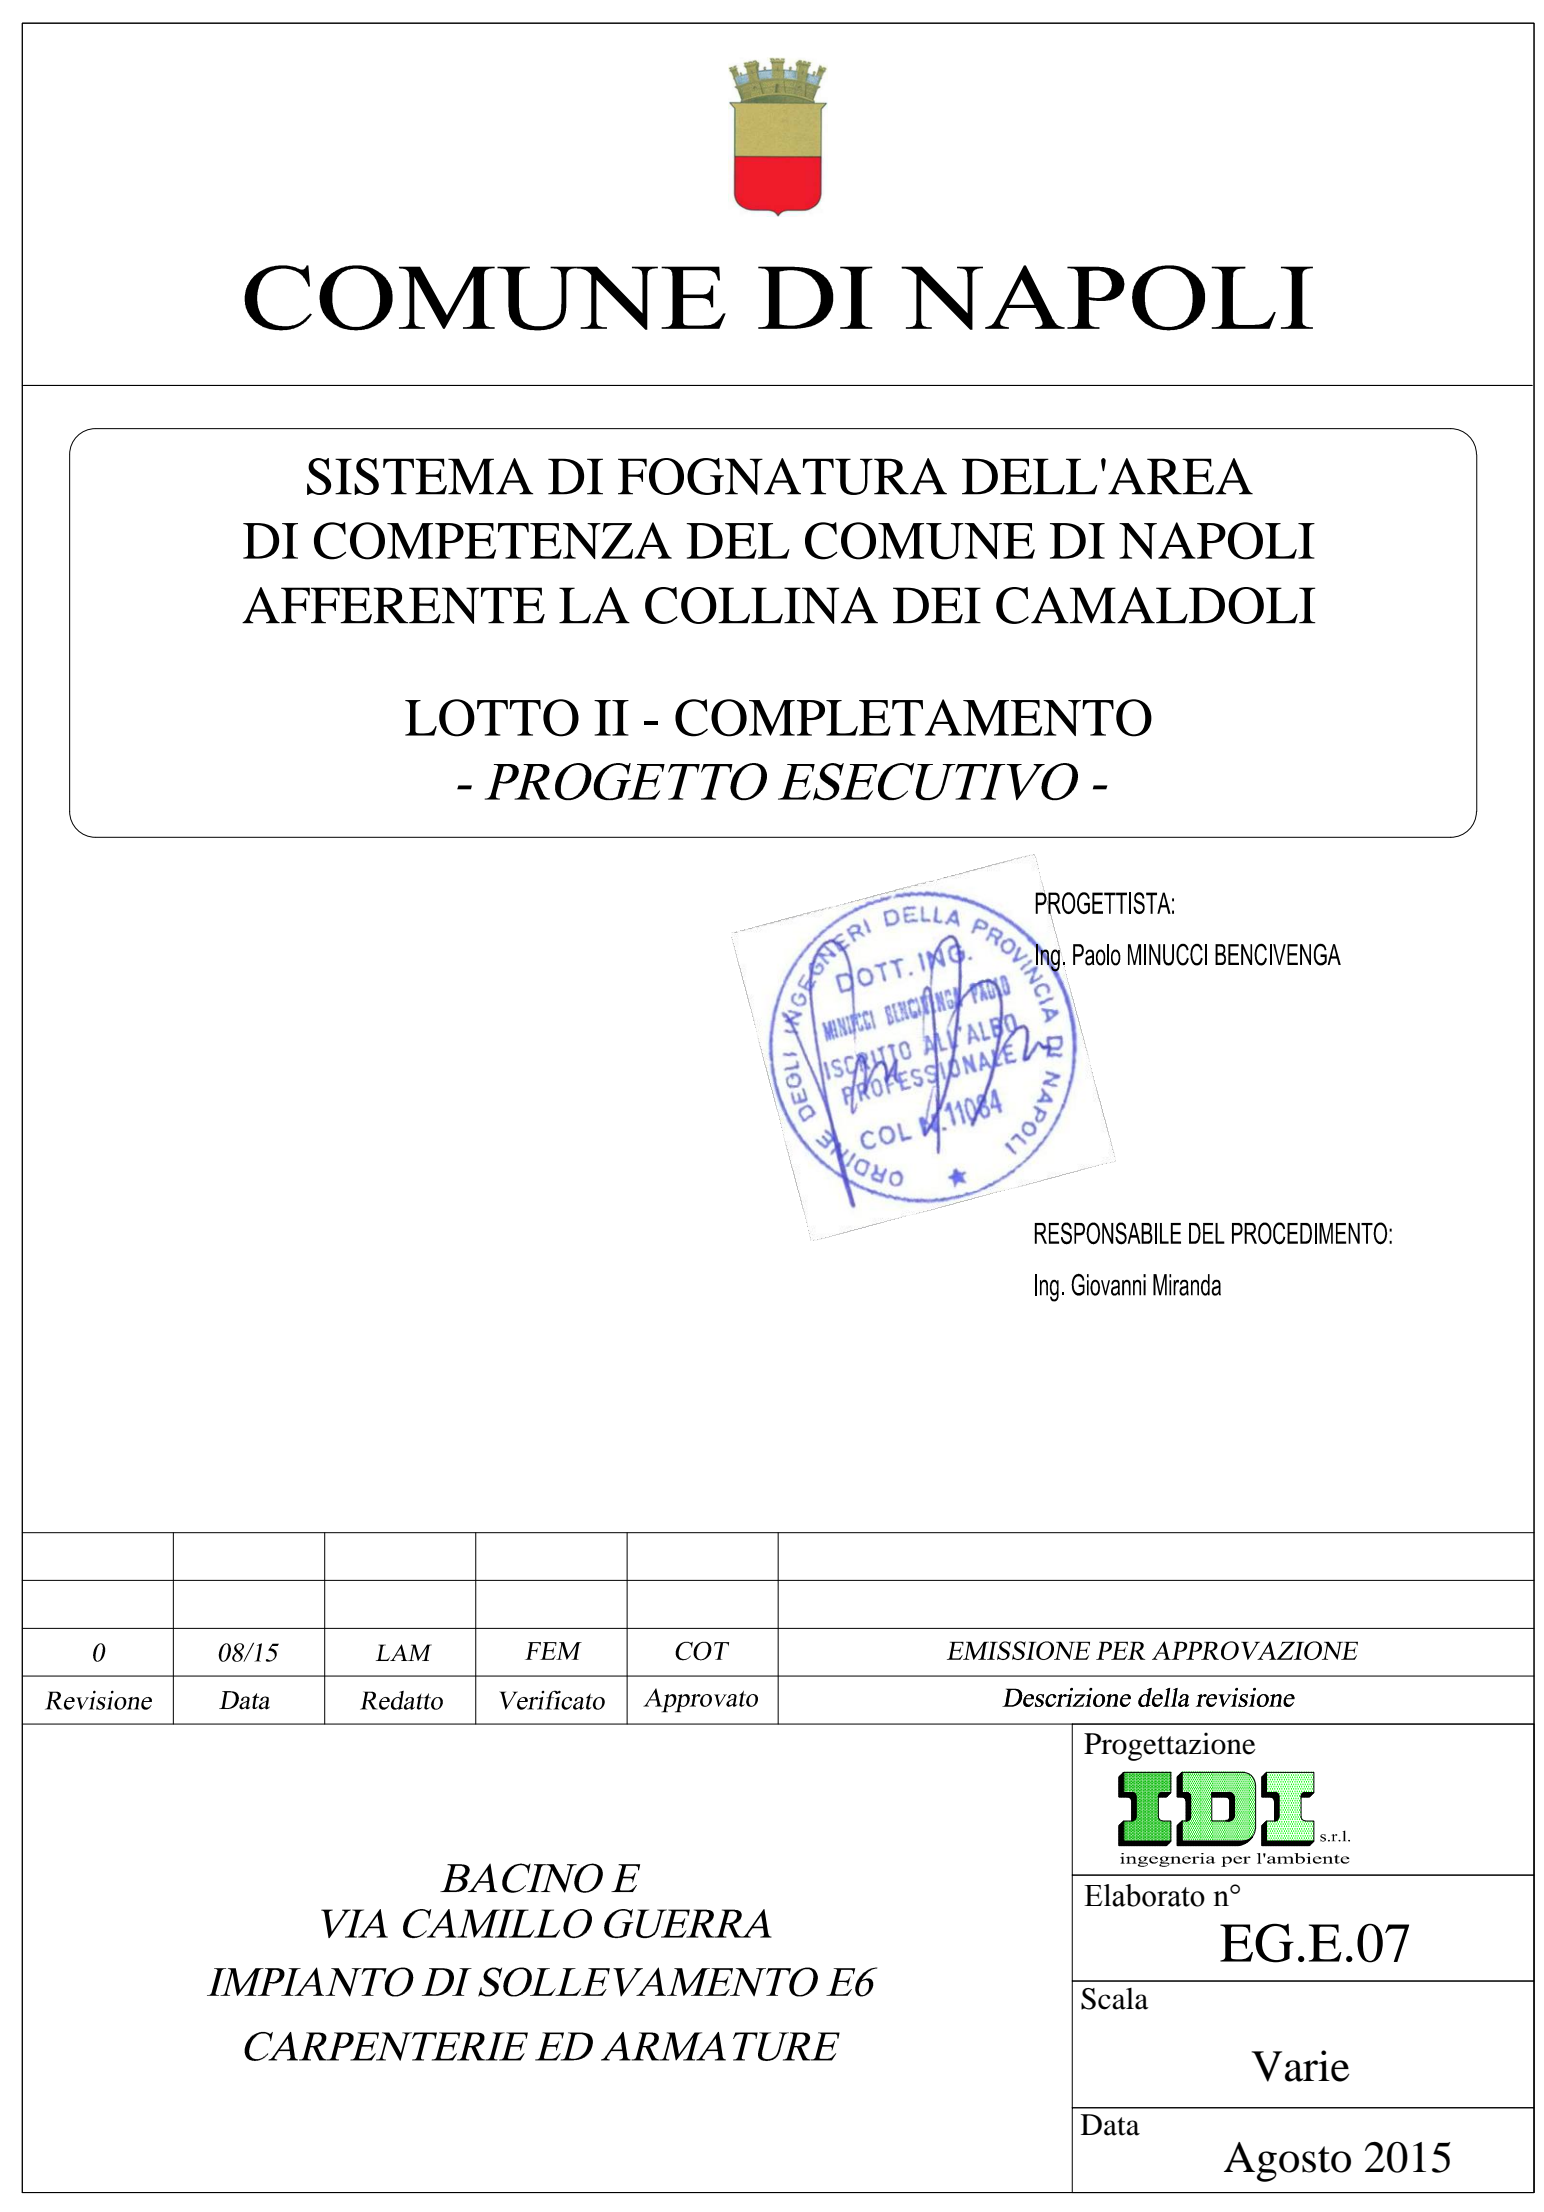 COMUNE DI NAPOLI
SISTEMA DI FOGNATURA DELL'AREA
DI COMPETENZA DEL COMUNE DI NAPOLI
AFFERENTE LA COLLINA DEI CAMALDOLI
LOTTO II - COMPLETAMENTO
- PROGETTO ESECUTIVO -
PROGETTISTA:
Ing. Paolo MINUCCI BENCIVENGA
ORDINE DEGLI INGEGNERI DELLA PROVINCIA DI NAPOLI
DOTT. ING.
MINUCCI BENCIVENGA PAOLO
ISCRITTO ALL'ALBO
PROFESSIONALE
COL N. 11084
RESPONSABILE DEL PROCEDIMENTO:
Ing. Giovanni Miranda
0 08/15 LAM FEM COT EMISSIONE PER APPROVAZIONE
Revisione Data Redatto Verificato Approvato Descrizione della revisione
BACINO E
VIA CAMILLO GUERRA
IMPIANTO DI SOLLEVAMENTO E6
CARPENTERIE ED ARMATURE
Progettazione
IDI s.r.l.
ingegneria per l'ambiente
Elaborato n°
EG.E.07
Scala
Varie
Data
Agosto 2015